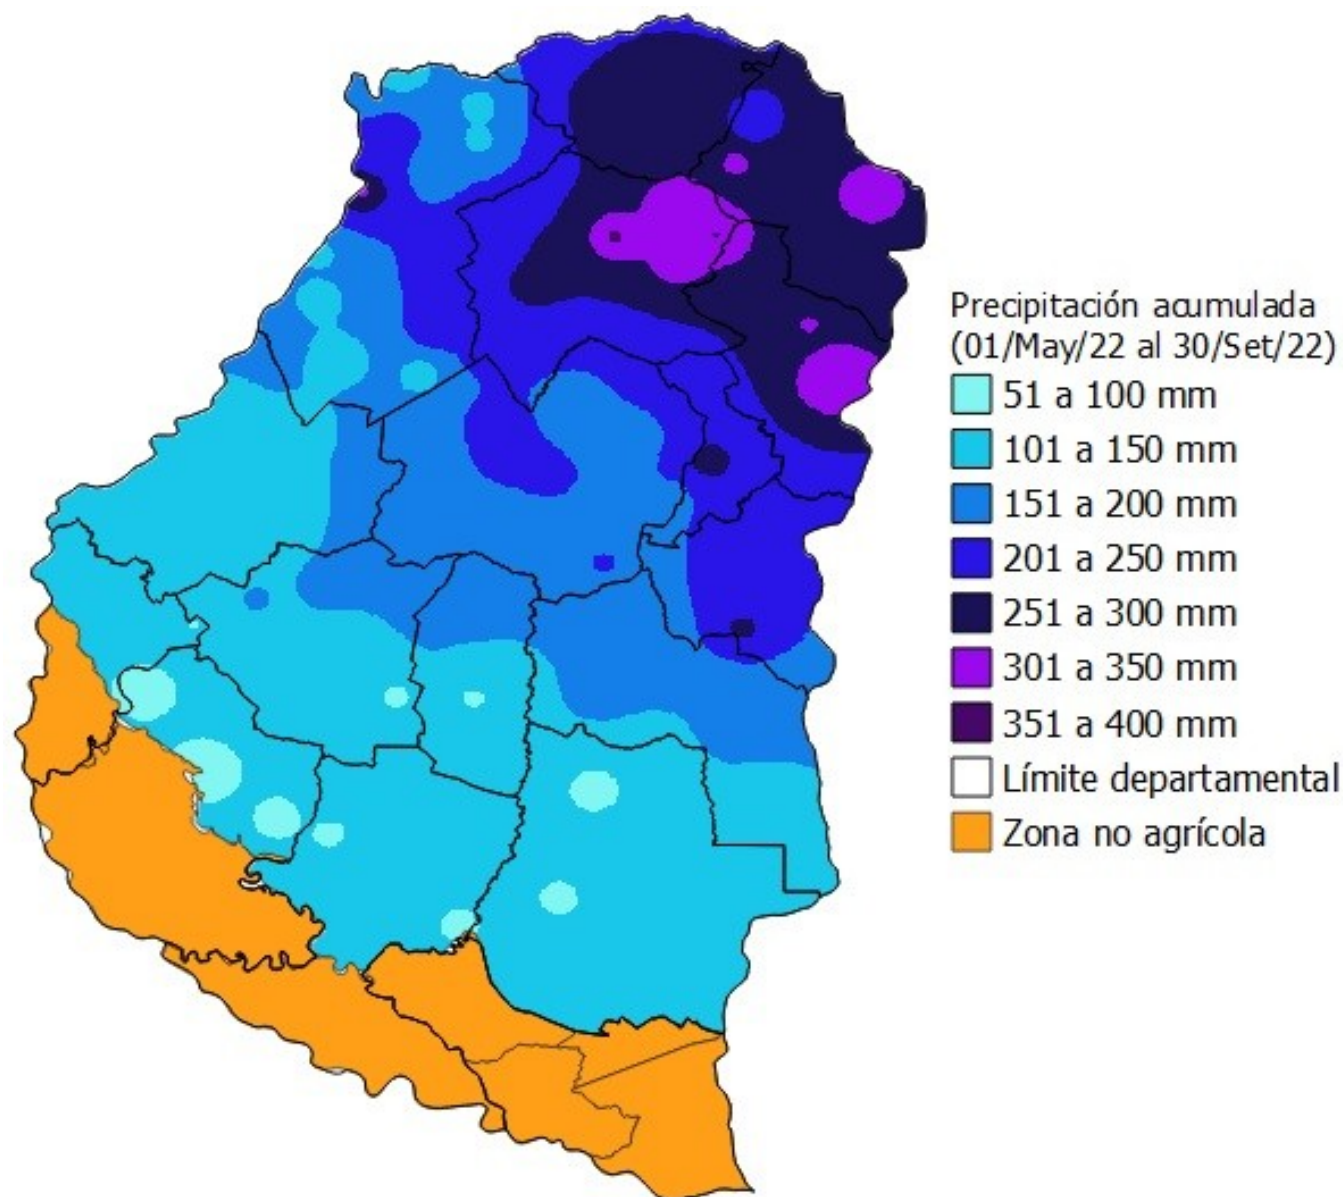 Precipitación acumulada
(01/May/22 al 30/Set/22)
51 a 100 mm
101 a 150 mm
151 a 200 mm
201 a 250 mm
251 a 300 mm
301 a 350 mm
351 a 400 mm
Límite departamental
Zona no agrícola